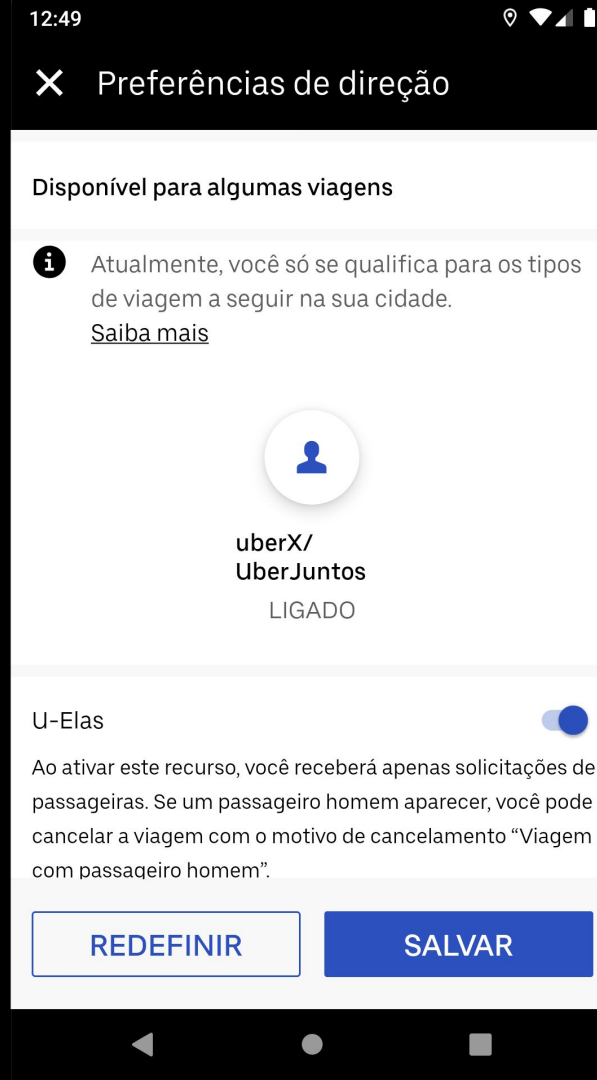 12:49
Preferências de direção
Disponível para algumas viagens
Atualmente, você só se qualifica para os tipos
de viagem a seguir na sua cidade.
Saiba mais
uberX/
UberJuntos
LIGADO
U-Elas
Ao ativar este recurso, você receberá apenas solicitações de
passageiras. Se um passageiro homem aparecer, você pode
cancelar a viagem com o motivo de cancelamento “Viagem
com passageiro homem”.
REDEFINIR
SALVAR